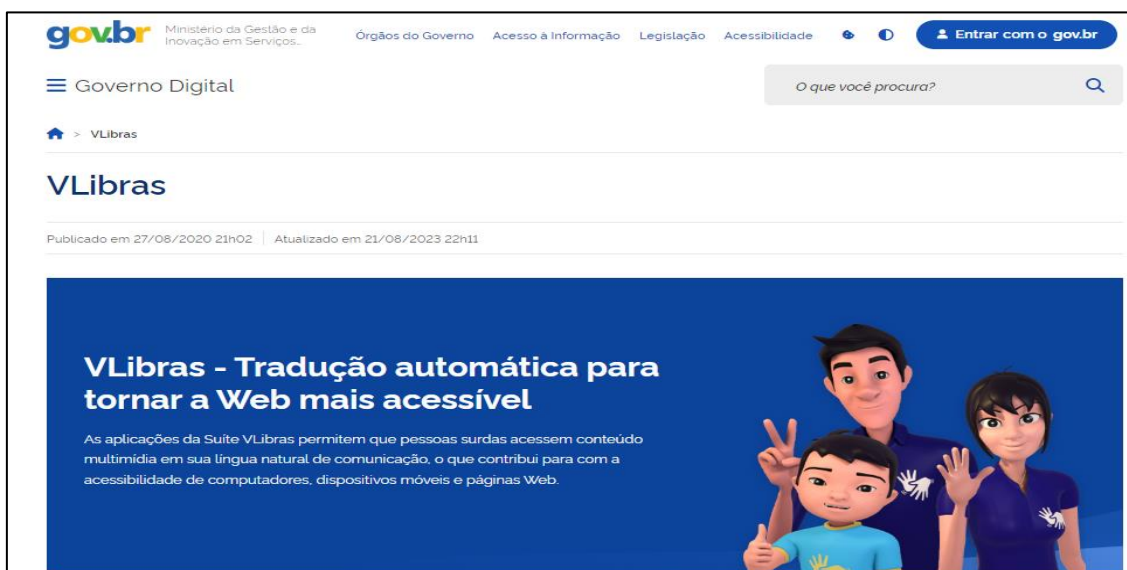 gov.br Ministério da Gestão e da
Inovação em Serviços...
Órgãos do Governo Acesso à Informação Legislação Acessibilidade Entrar com o gov.br
Governo Digital O que você procura?
> VLibras
VLibras
Publicado em 27/08/2020 21h02 Atualizado em 21/08/2023 22h11
VLibras - Tradução automática para
tornar a Web mais acessível
As aplicações da Suíte VLibras permitem que pessoas surdas acessem conteúdo
multimídia em sua língua natural de comunicação, o que contribui para com a
acessibilidade de computadores, dispositivos móveis e páginas Web.